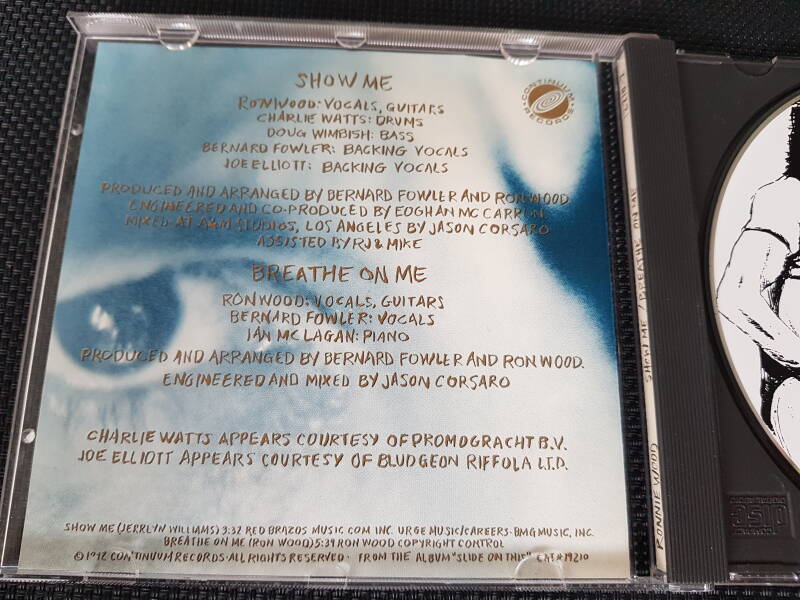 SHOW ME
RON WOOD: VOCALS, GUITARS
CHARLIE WATTS: DRUMS
DOUG WIMBISH: BASS
BERNARD FOWLER: BACKING VOCALS
JOE ELLIOTT: BACKING VOCALS
CONTINUUM RECORDS
PRODUCED AND ARRANGED BY BERNARD FOWLER AND RON WOOD.
ENGINEERED AND CO-PRODUCED BY EOGHAN MC CARRON.
MIXED AT A&M STUDIOS, LOS ANGELES BY JASON CORSARO
ASSISTED BY RJ & MIKE
BREATHE ON ME
RON WOOD: VOCALS, GUITARS
BERNARD FOWLER: VOCALS
IAN MC LAGAN: PIANO
PRODUCED AND ARRANGED BY BERNARD FOWLER AND RON WOOD.
ENGINEERED AND MIXED BY JASON CORSARO
CHARLIE WATTS APPEARS COURTESY OF PROMOGRACHT B.V.
JOE ELLIOTT APPEARS COURTESY OF BLUDGEON RIFFOLA LTD.
SHOW ME (JERRLYN WILLIAMS) 3:32 RED BRAZOS MUSIC COM INC. URGE MUSIC/CAREERS-BMG MUSIC, INC.
BREATHE ON ME (RON WOOD) 5:39 RON WOOD COPYRIGHT CONTROL
© 1992 CONTINUUM RECORDS · ALL RIGHTS RESERVED · FROM THE ALBUM "SLIDE ON THIS" CAT #19210
RONNIE WOOD SHOW ME / BREATHE ON ME